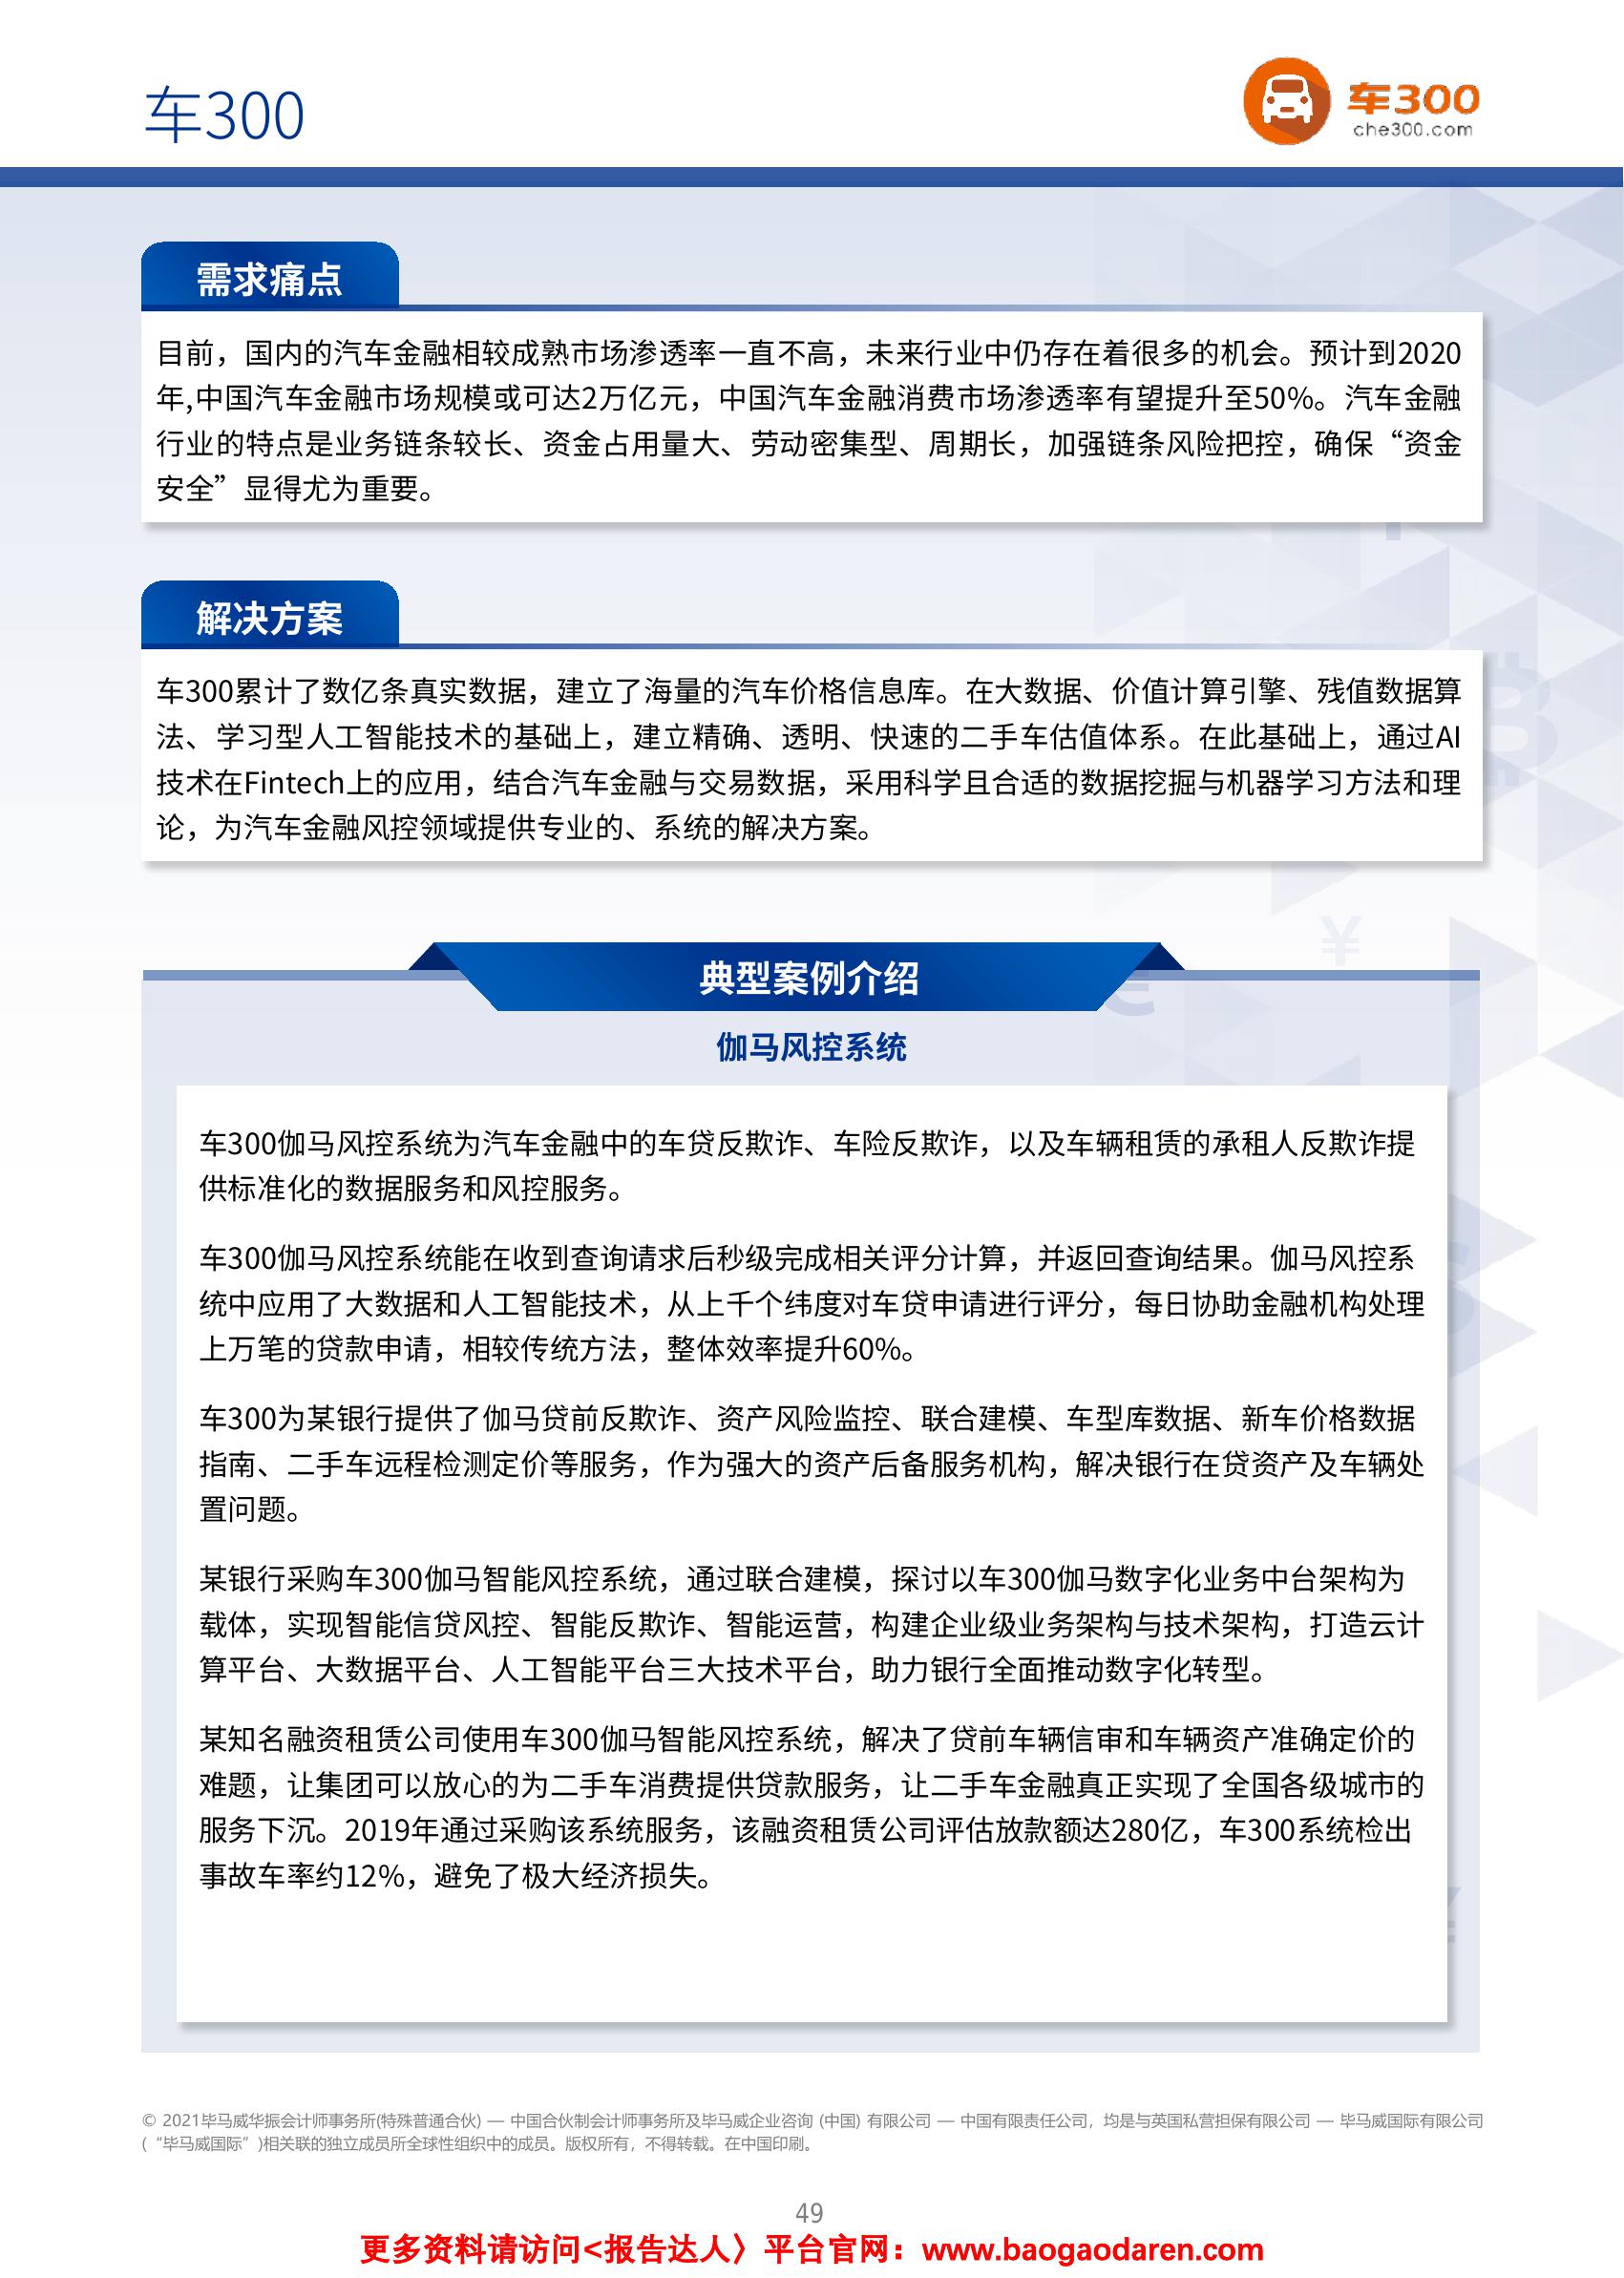 车300
车300
che300.com
需求痛点
目前，国内的汽车金融相较成熟市场渗透率一直不高，未来行业中仍存在着很多的机会。预计到2020
年,中国汽车金融市场规模或可达2万亿元，中国汽车金融消费市场渗透率有望提升至50%。汽车金融
行业的特点是业务链条较长、资金占用量大、劳动密集型、周期长，加强链条风险把控，确保“资金
安全”显得尤为重要。
解决方案
车300累计了数亿条真实数据，建立了海量的汽车价格信息库。在大数据、价值计算引擎、残值数据算
法、学习型人工智能技术的基础上，建立精确、透明、快速的二手车估值体系。在此基础上，通过AI
技术在Fintech上的应用，结合汽车金融与交易数据，采用科学且合适的数据挖掘与机器学习方法和理
论，为汽车金融风控领域提供专业的、系统的解决方案。
典型案例介绍
伽马风控系统
车300伽马风控系统为汽车金融中的车贷反欺诈、车险反欺诈，以及车辆租赁的承租人反欺诈提
供标准化的数据服务和风控服务。
车300伽马风控系统能在收到查询请求后秒级完成相关评分计算，并返回查询结果。伽马风控系
统中应用了大数据和人工智能技术，从上千个纬度对车贷申请进行评分，每日协助金融机构处理
上万笔的贷款申请，相较传统方法，整体效率提升60%。
车300为某银行提供了伽马贷前反欺诈、资产风险监控、联合建模、车型库数据、新车价格数据
指南、二手车远程检测定价等服务，作为强大的资产后备服务机构，解决银行在贷资产及车辆处
置问题。
某银行采购车300伽马智能风控系统，通过联合建模，探讨以车300伽马数字化业务中台架构为
载体，实现智能信贷风控、智能反欺诈、智能运营，构建企业级业务架构与技术架构，打造云计
算平台、大数据平台、人工智能平台三大技术平台，助力银行全面推动数字化转型。
某知名融资租赁公司使用车300伽马智能风控系统，解决了贷前车辆信审和车辆资产准确定价的
难题，让集团可以放心的为二手车消费提供贷款服务，让二手车金融真正实现了全国各级城市的
服务下沉。2019年通过采购该系统服务，该融资租赁公司评估放款额达280亿，车300系统检出
事故车率约12%，避免了极大经济损失。
© 2021毕马威华振会计师事务所(特殊普通合伙) — 中国合伙制会计师事务所及毕马威企业咨询 (中国) 有限公司 — 中国有限责任公司，均是与英国私营担保有限公司 — 毕马威国际有限公司
(“毕马威国际”)相关联的独立成员所全球性组织中的成员。版权所有，不得转载。在中国印刷。
49
更多资料请访问<报告达人〉平台官网：www.baogaodaren.com